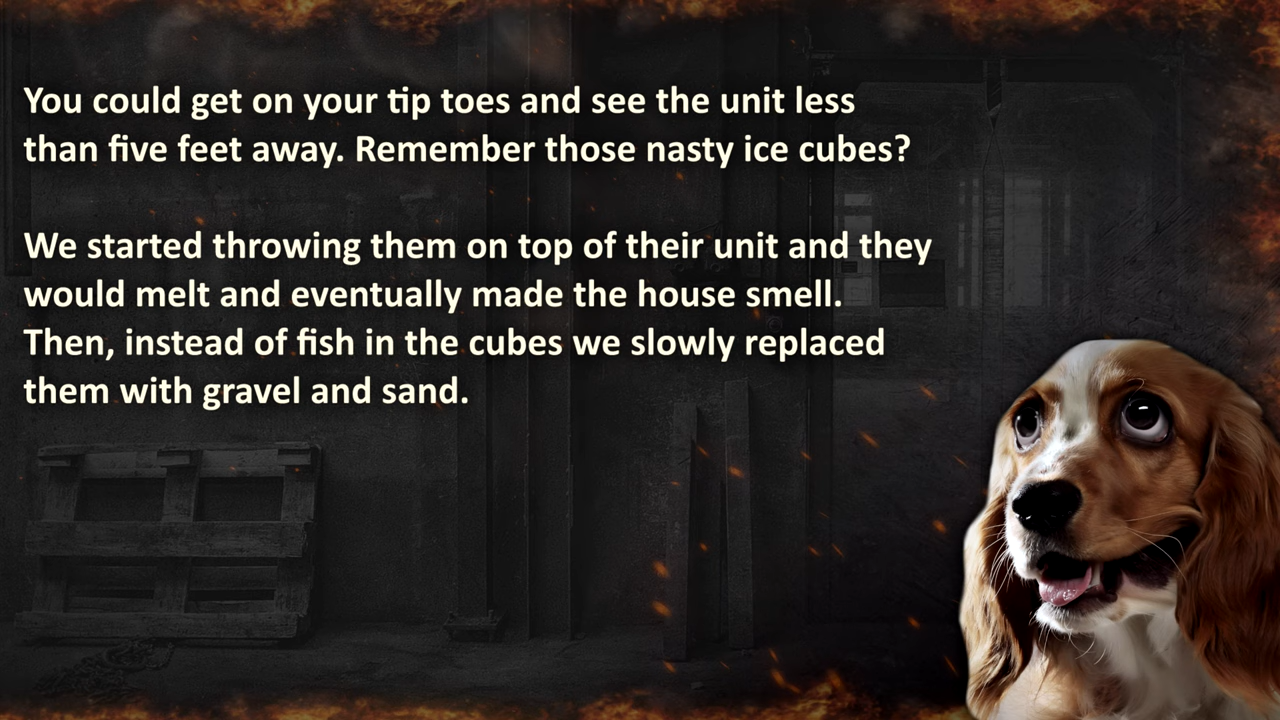 You could get on your tip toes and see the unit less
than five feet away. Remember those nasty ice cubes?
We started throwing them on top of their unit and they
would melt and eventually made the house smell.
Then, instead of fish in the cubes we slowly replaced
them with gravel and sand.